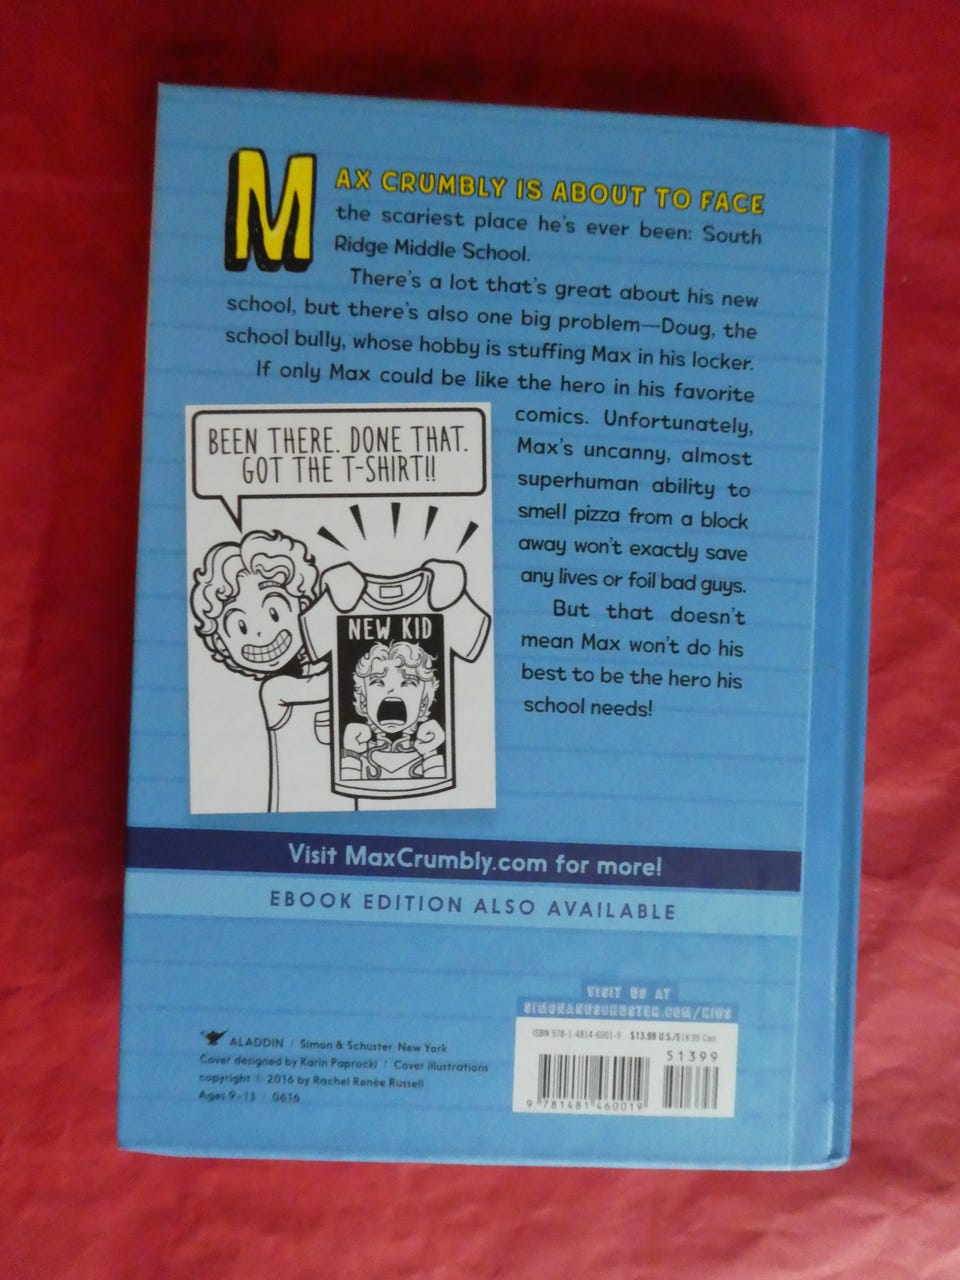 MAX CRUMBLY IS ABOUT TO FACE
the scariest place he's ever been: South
Ridge Middle School.
There's a lot that's great about his new
school, but there's also one big problem—Doug, the
school bully, whose hobby is stuffing Max in his locker.
If only Max could be like the hero in his favorite
comics. Unfortunately,
Max's uncanny, almost
superhuman ability to
smell pizza from a block
away won't exactly save
any lives or foil bad guys.
But that doesn't
mean Max won't do his
best to be the hero his
school needs!
BEEN THERE. DONE THAT.
GOT THE T-SHIRT!!
NEW KID
Visit MaxCrumbly.com for more!
EBOOK EDITION ALSO AVAILABLE
VISIT US AT
SIMONANDSCHUSTER.COM/KIDS
ALADDIN / Simon & Schuster, New York
Cover designed by Karin Paprocki / Cover illustrations
copyright © 2016 by Rachel Renée Russell
Ages 9–13 / 0616
ISBN 978-1-4814-6001-9 $13.99 U.S./$18.99 Can.
51399
9 781481 460019